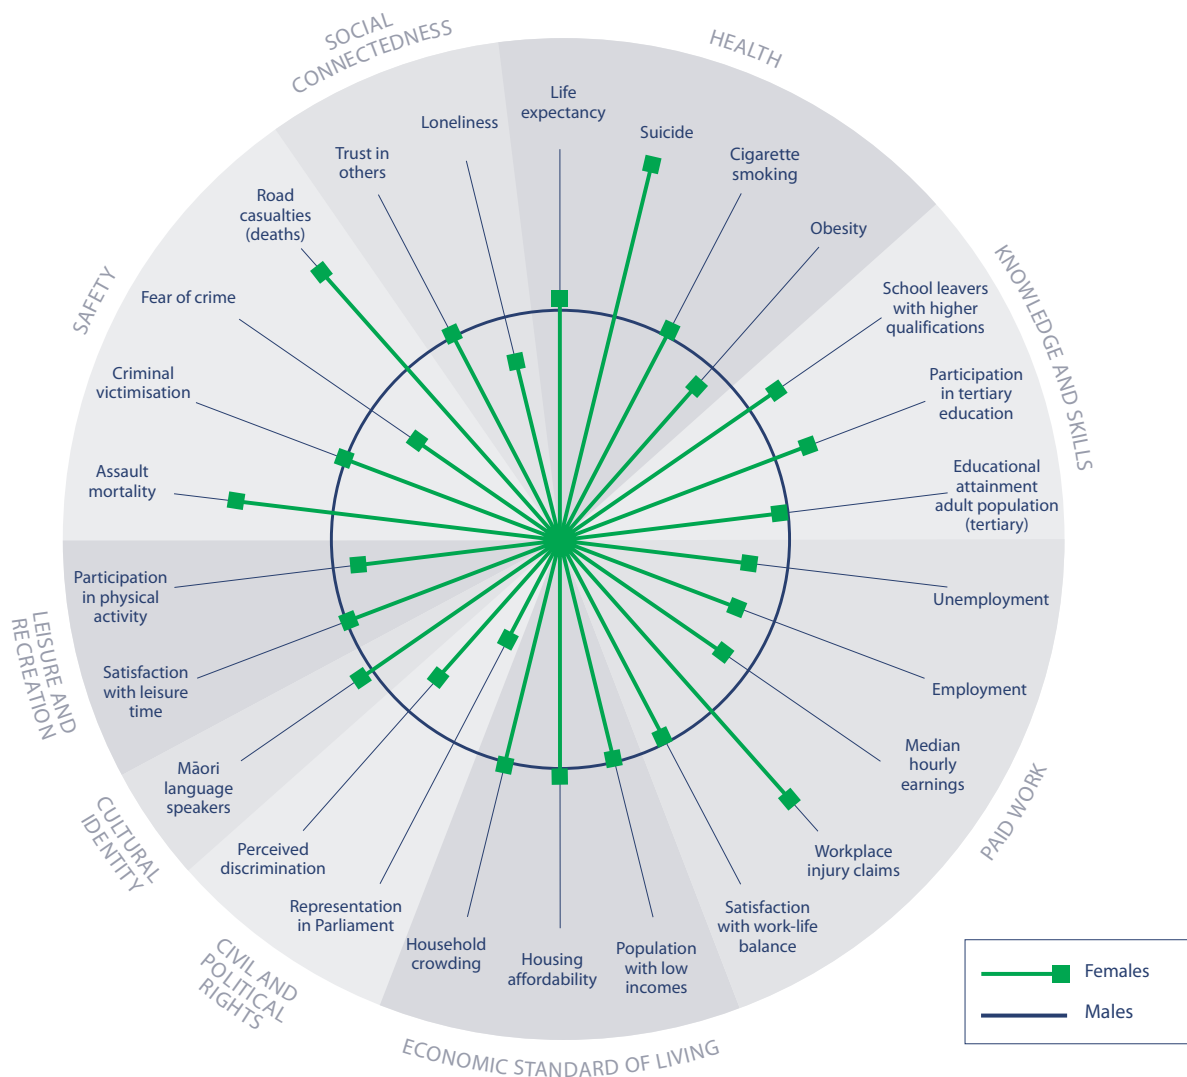 SOCIAL
CONNECTEDNESS
HEALTH
Life
expectancy
Suicide
Cigarette
smoking
Obesity
KNOWLEDGE AND SKILLS
School leavers
with higher
qualifications
Participation
in tertiary
education
Educational
attainment
adult population
(tertiary)
Unemployment
Employment
Median
hourly
earnings
PAID WORK
Workplace
injury claims
Satisfaction
with work-life
balance
Population
with low
incomes
Housing
affordability
Household
crowding
ECONOMIC STANDARD OF LIVING
Representation
in Parliament
Perceived
discrimination
CIVIL AND
POLITICAL
RIGHTS
Māori
language
speakers
CULTURAL
IDENTITY
Satisfaction
with leisure
time
Participation
in physical
activity
LEISURE AND
RECREATION
Assault
mortality
Criminal
victimisation
Fear of crime
Road
casualties
(deaths)
SAFETY
Trust in
others
Loneliness
Females
Males